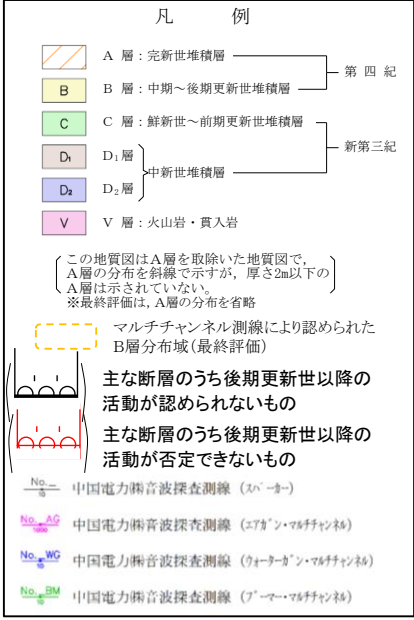 凡 例
A 層：完新世堆積層
第 四 紀
B B 層：中期～後期更新世堆積層
C C 層：鮮新世～前期更新世堆積層
新第三紀
D₁ D₁層
中新世堆積層
D₂ D₂層
V V 層：火山岩・貫入岩
この地質図はA層を取除いた地質図で，
A層の分布を斜線で示すが，厚さ2m以下の
A層は示されていない。
※最終評価は，A層の分布を省略
マルチチャンネル測線により認められた
B層分布域(最終評価)
主な断層のうち後期更新世以降の
活動が認められないもの
主な断層のうち後期更新世以降の
活動が否定できないもの
No.＿ 中国電力㈱音波探査測線 (スパーカー)
10
No.＿AG 中国電力㈱音波探査測線 (エアガン・マルチチャンネル)
No.＿WG 中国電力㈱音波探査測線 (ウォーターガン・マルチチャンネル)
10
No.＿BM 中国電力㈱音波探査測線 (ブーマー・マルチチャンネル)
10